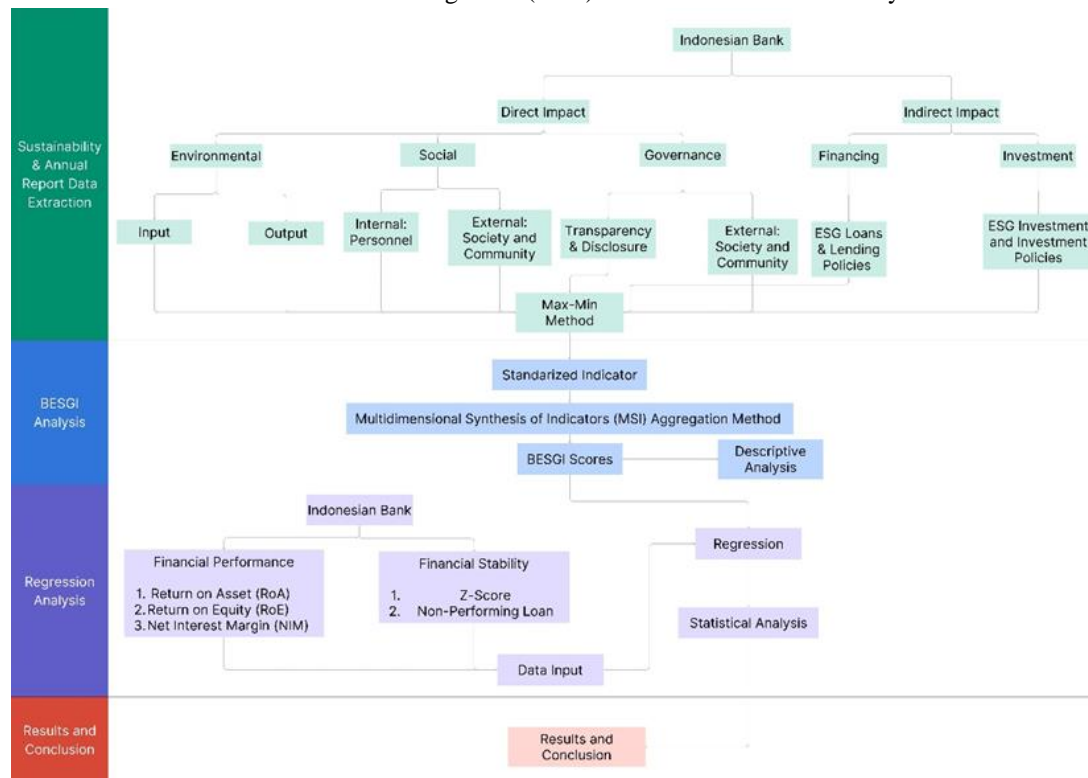 Indonesian Bank
Direct Impact
Indirect Impact
Sustainability
& Annual
Report Data
Extraction
Environmental
Social
Governance
Financing
Investment
Input
Output
Internal:
Personnel
External:
Society and
Community
Transparency
& Disclosure
External:
Society and
Community
ESG Loans
& Lending
Policies
ESG Investment
and Investment
Policies
Max-Min
Method
BESGI
Analysis
Standarized Indicator
Multidimensional Synthesis of Indicators (MSI) Aggregation Method
BESGI Scores
Descriptive
Analysis
Regression
Analysis
Indonesian Bank
Financial Performance
1. Return on Asset (RoA)
2. Return on Equity (RoE)
3. Net Interest Margin (NIM)
Financial Stability
1. Z-Score
2. Non-Performing Loan
Regression
Statistical Analysis
Data Input
Results and
Conclusion
Results and
Conclusion